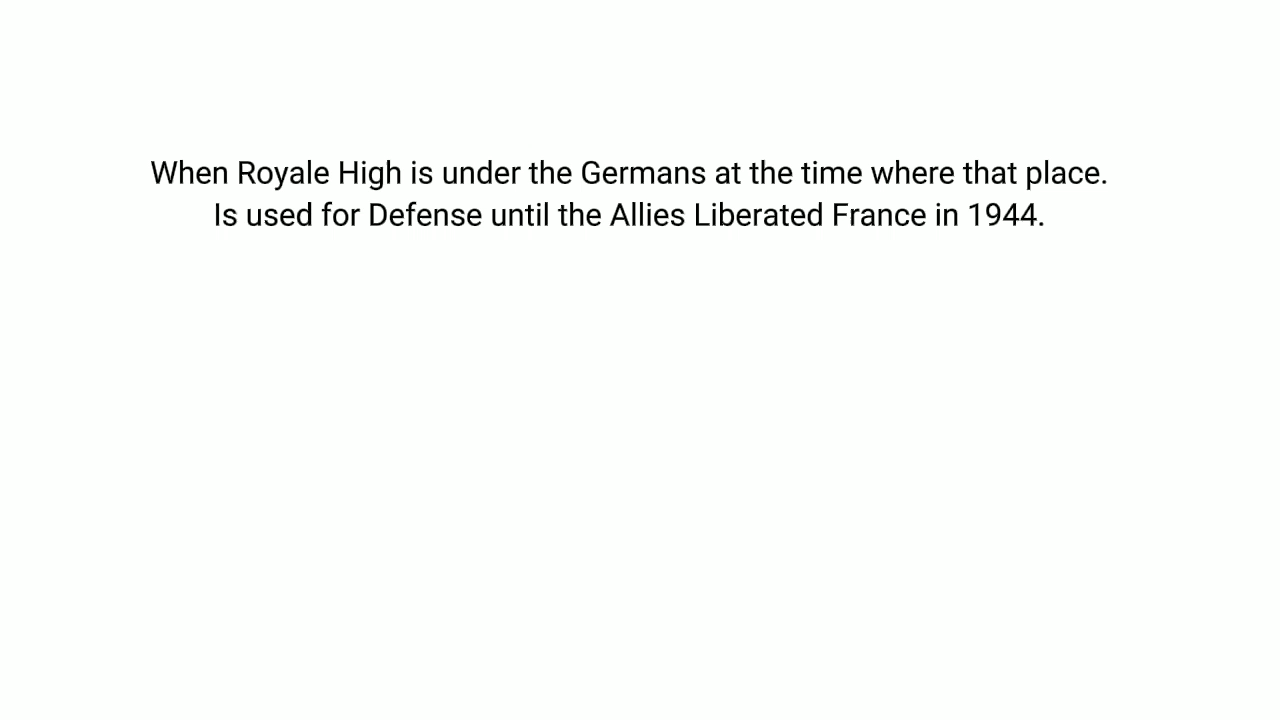 When Royale High is under the Germans at the time where that place.
Is used for Defense until the Allies Liberated France in 1944.